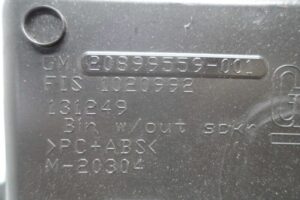 GM 20899559-001
FIS 1020992
131249
Bin w/out spkr
>PC+ABS<
M-20304